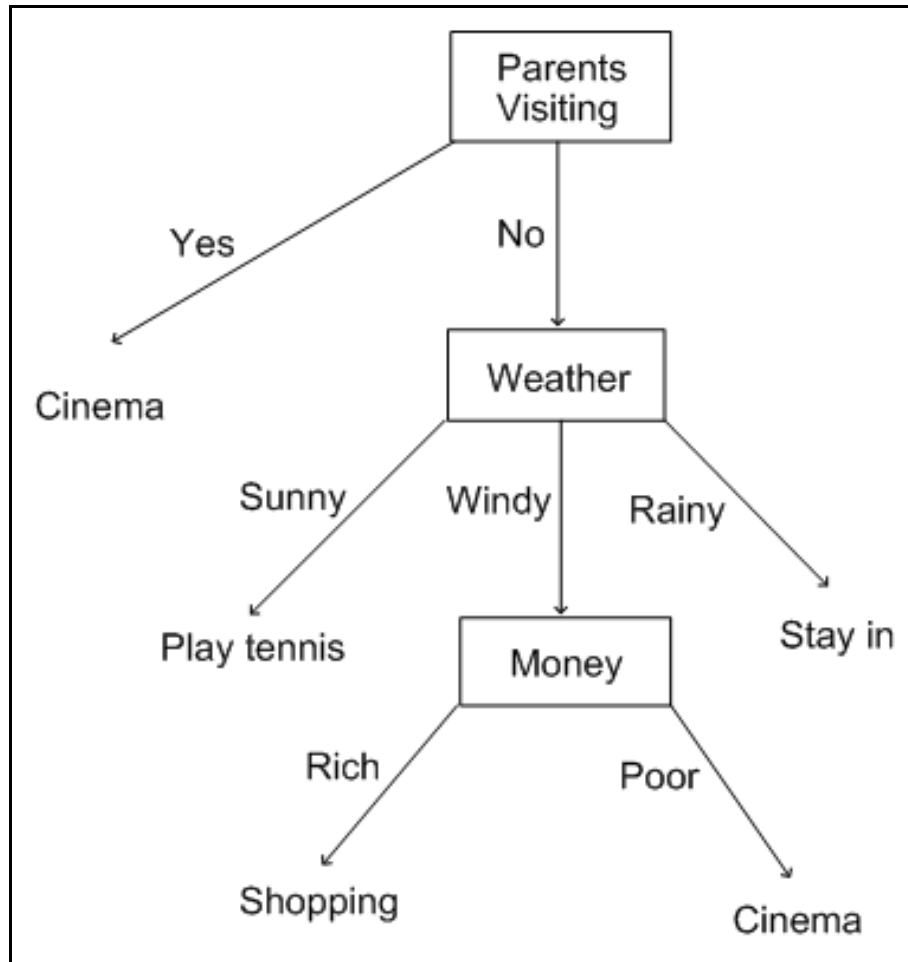 Parents
Visiting
Yes
No
Cinema
Weather
Sunny
Windy
Rainy
Play tennis
Stay in
Money
Rich
Poor
Shopping
Cinema